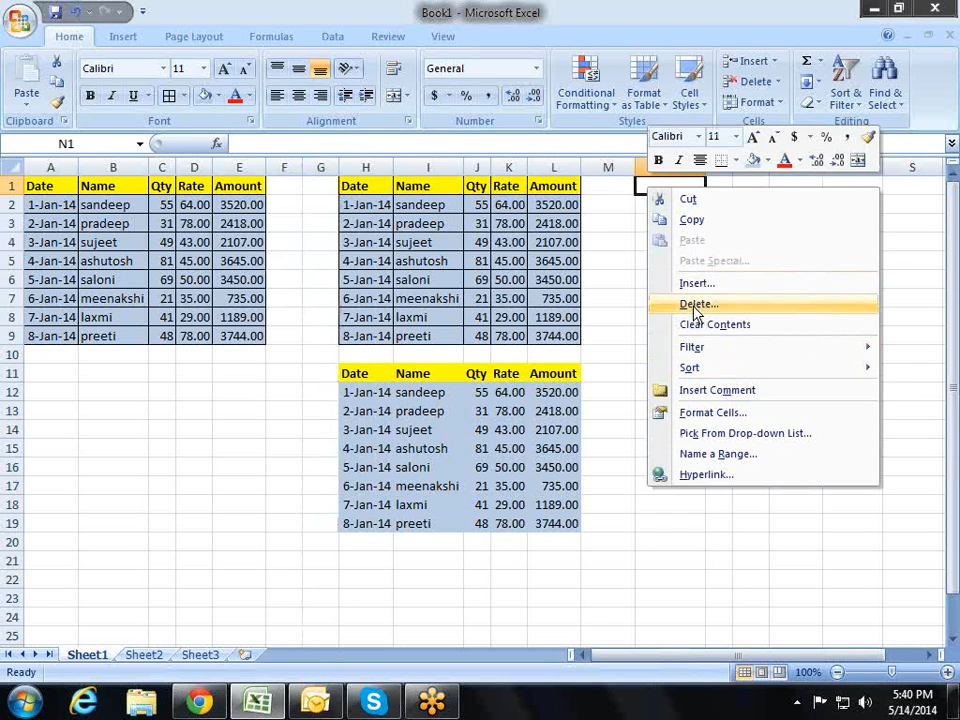 Book1 - Microsoft Excel
Home Insert Page Layout Formulas Data Review View
Paste Calibri 11 B I U General $ % , Conditional Formatting Format as Table Cell Styles Insert Delete Format Sort & Filter Find & Select
Clipboard Font Alignment Number Styles Cells Editing
N1 fx
Calibri 11 $ % , B I A
A B C D E F G H I J K L M S
1 Date Name Qty Rate Amount Date Name Qty Rate Amount
2 1-Jan-14 sandeep 55 64.00 3520.00 1-Jan-14 sandeep 55 64.00 3520.00
3 2-Jan-14 pradeep 31 78.00 2418.00 2-Jan-14 pradeep 31 78.00 2418.00
4 3-Jan-14 sujeet 49 43.00 2107.00 3-Jan-14 sujeet 49 43.00 2107.00
5 4-Jan-14 ashutosh 81 45.00 3645.00 4-Jan-14 ashutosh 81 45.00 3645.00
6 5-Jan-14 saloni 69 50.00 3450.00 5-Jan-14 saloni 69 50.00 3450.00
7 6-Jan-14 meenakshi 21 35.00 735.00 6-Jan-14 meenakshi 21 35.00 735.00
8 7-Jan-14 laxmi 41 29.00 1189.00 7-Jan-14 laxmi 41 29.00 1189.00
9 8-Jan-14 preeti 48 78.00 3744.00 8-Jan-14 preeti 48 78.00 3744.00
10
11 Date Name Qty Rate Amount
12 1-Jan-14 sandeep 55 64.00 3520.00
13 2-Jan-14 pradeep 31 78.00 2418.00
14 3-Jan-14 sujeet 49 43.00 2107.00
15 4-Jan-14 ashutosh 81 45.00 3645.00
16 5-Jan-14 saloni 69 50.00 3450.00
17 6-Jan-14 meenakshi 21 35.00 735.00
18 7-Jan-14 laxmi 41 29.00 1189.00
19 8-Jan-14 preeti 48 78.00 3744.00
20
21
22
23
24
25
Cut
Copy
Paste
Paste Special...
Insert...
Delete...
Clear Contents
Filter
Sort
Insert Comment
Format Cells...
Pick From Drop-down List...
Name a Range...
Hyperlink...
Sheet1 Sheet2 Sheet3
Ready 100%
5:40 PM
5/14/2014